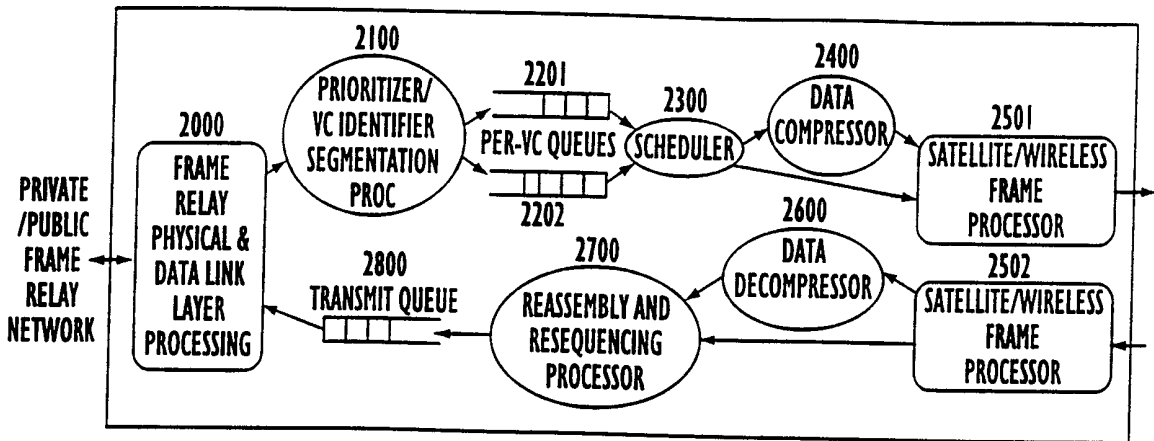 PRIVATE
/PUBLIC
FRAME
RELAY
NETWORK
2000
FRAME
RELAY
PHYSICAL &
DATA LINK
LAYER
PROCESSING
2100
PRIORITIZER/
VC IDENTIFIER
SEGMENTATION
PROC
2201
PER-VC QUEUES
2202
2300
SCHEDULER
2400
DATA
COMPRESSOR
2501
SATELLITE/WIRELESS
FRAME
PROCESSOR
2502
SATELLITE/WIRELESS
FRAME
PROCESSOR
2600
DATA
DECOMPRESSOR
2700
REASSEMBLY AND
RESEQUENCING
PROCESSOR
2800
TRANSMIT QUEUE